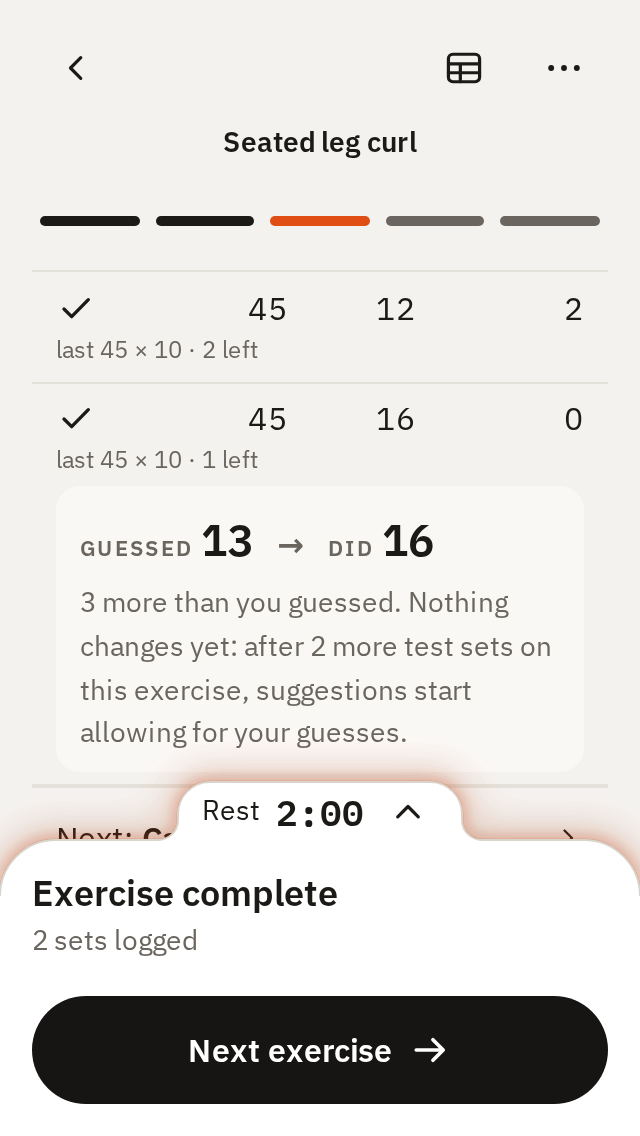 Seated leg curl
45 12 2
last 45 × 10 · 2 left
45 16 0
last 45 × 10 · 1 left
GUESSED 13 → DID 16
3 more than you guessed. Nothing
changes yet: after 2 more test sets on
this exercise, suggestions start
allowing for your guesses.
Rest 2:00
Next:
Exercise complete
2 sets logged
Next exercise →